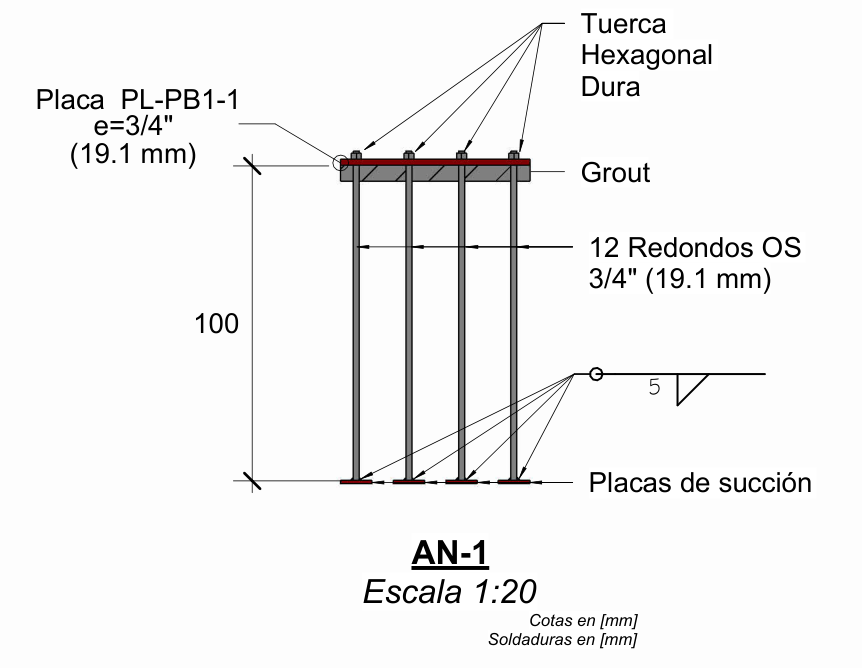 Tuerca
Hexagonal
Dura
Placa PL-PB1-1
e=3/4"
(19.1 mm)
Grout
12 Redondos OS
3/4" (19.1 mm)
100
5
Placas de succión
AN-1
Escala 1:20
Cotas en [mm]
Soldaduras en [mm]